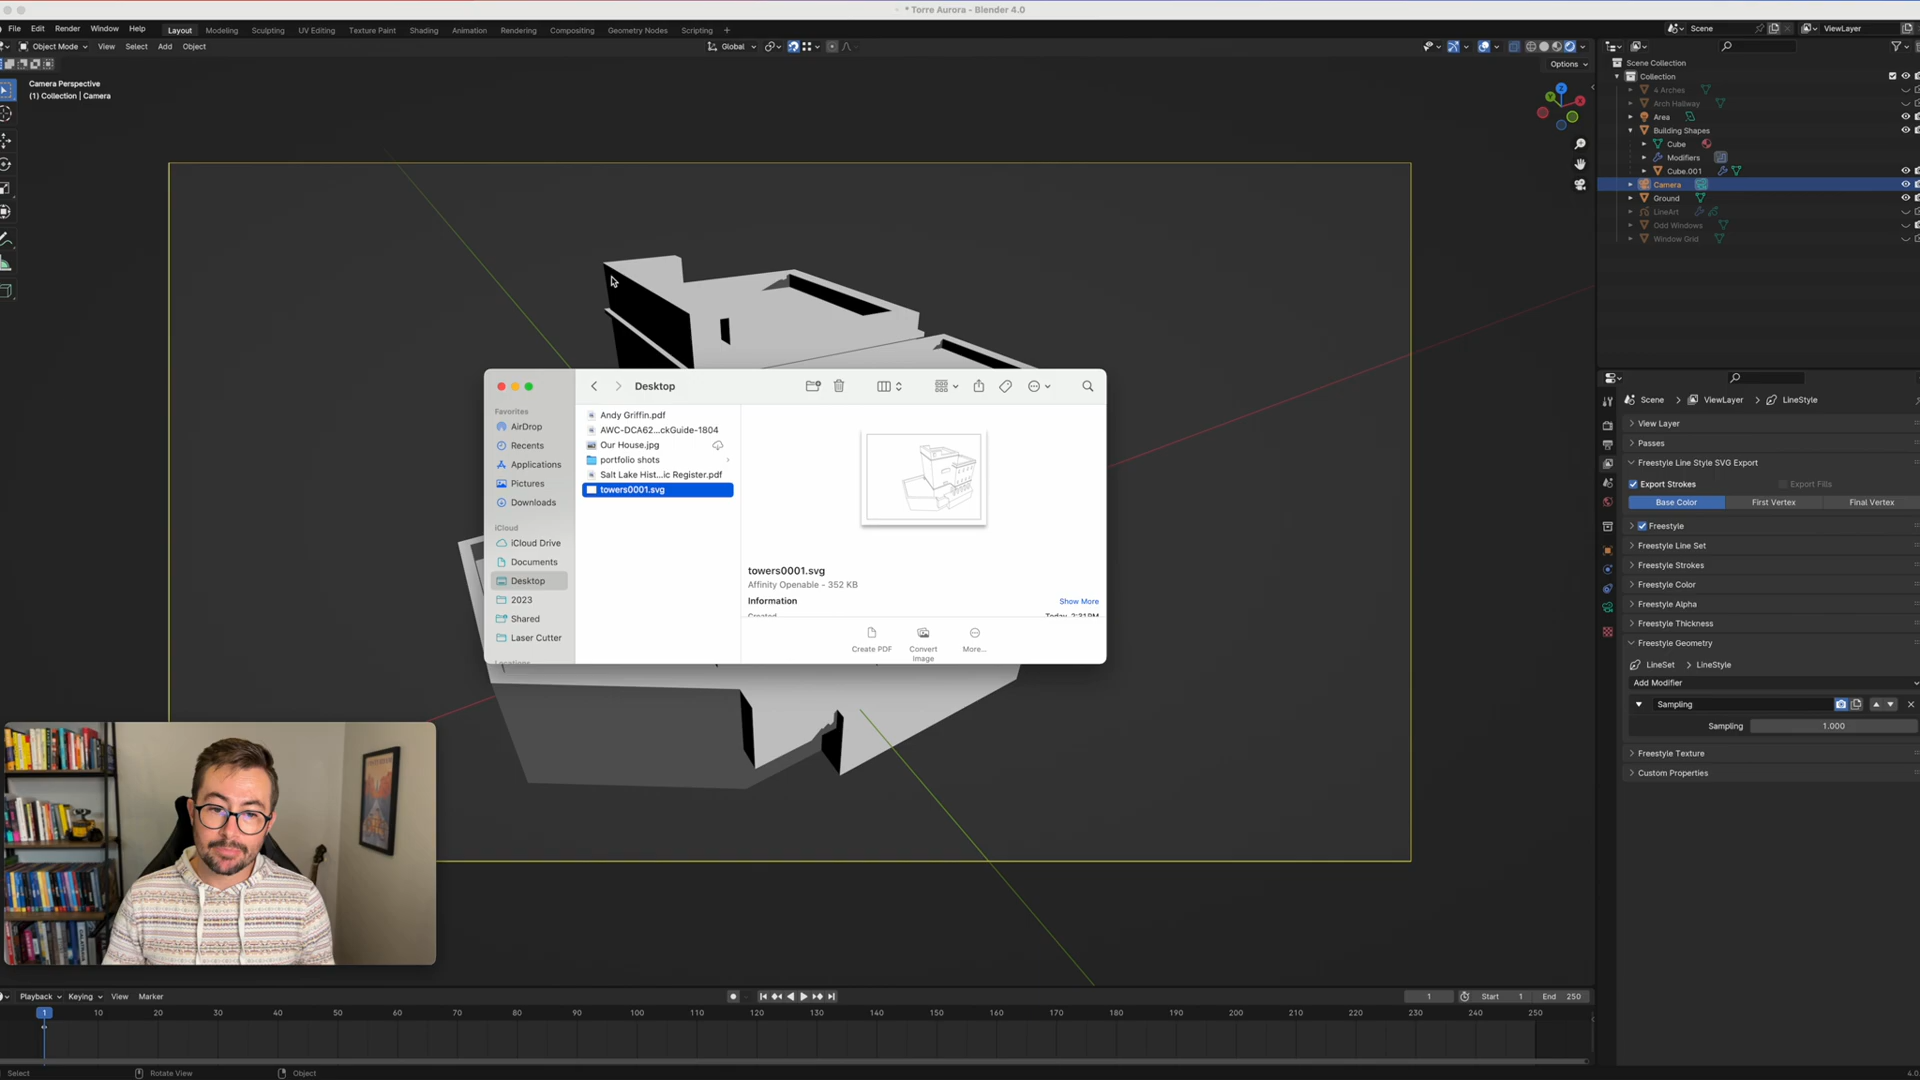 * Torre Aurora - Blender 4.0
File Edit Render Window Help Layout Modeling Sculpting UV Editing Texture Paint Shading Animation Rendering Compositing Geometry Nodes Scripting + Scene ViewLayer
Object Mode View Select Add Object Global
Options
Camera Perspective
(1) Collection | Camera
Scene Collection
Collection
4 Arches
Arch Hallway
Area
Building Shapes
Cube
Modifiers
Cube.001
Camera
Ground
LineArt
Odd Windows
Window Grid
Desktop
Favorites
AirDrop
Recents
Applications
Pictures
Downloads
iCloud
iCloud Drive
Documents
Desktop
2023
Shared
Laser Cutter
Locations
Andy Griffin.pdf
AWC-DCA62...ckGuide-1804
Our House.jpg
portfolio shots
Salt Lake Hist...ic Register.pdf
towers0001.svg
towers0001.svg
Affinity Openable - 352 KB
Information Show More
Created Today, 2:31 PM
Create PDF Convert Image More...
Scene > ViewLayer > LineStyle
View Layer
Passes
Freestyle Line Style SVG Export
Export Strokes Export Fills
Base Color First Vertex Final Vertex
Freestyle
Freestyle Line Set
Freestyle Strokes
Freestyle Color
Freestyle Alpha
Freestyle Thickness
Freestyle Geometry
LineSet > LineStyle
Add Modifier
Sampling
Sampling 1.000
Freestyle Texture
Custom Properties
Playback Keying View Marker 1 Start 1 End 250
1 10 20 30 40 50 60 70 80 90 100 110 120 130 140 150 160 170 180 190 200 210 220 230 240 250
Select Rotate View Object 4.0